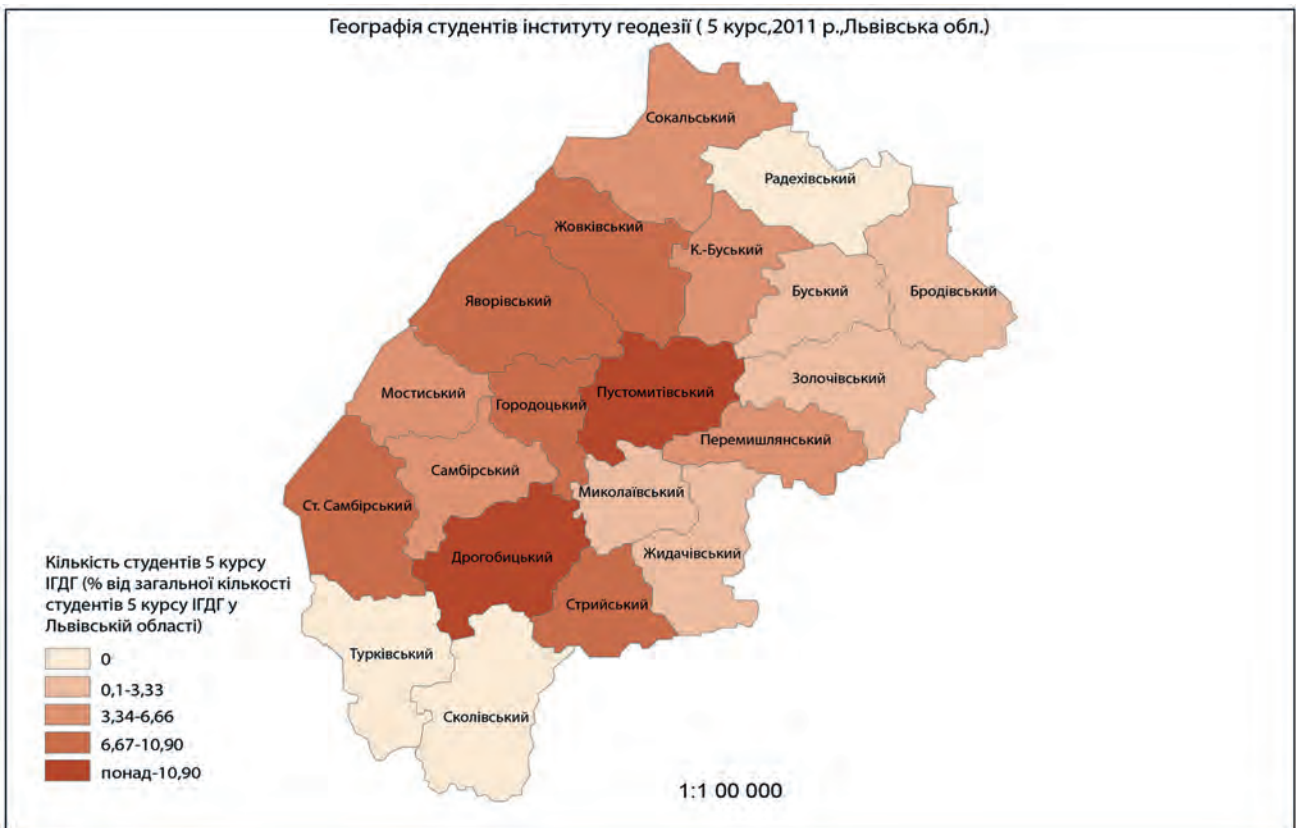 Географія студентів інституту геодезії ( 5 курс,2011 р.,Львівська обл.)
Сокальський
Радехівський
Жовківський
К.-Буський
Буський
Бродівський
Яворівський
Золочівський
Мостиський
Городоцький
Пустомитівський
Перемишлянський
Самбірський
Миколаївський
Ст. Самбірський
Дрогобицький
Жидачівський
Стрийський
Турківський
Сколівський
Кількість студентів 5 курсу
ІГДГ (% від загальної кількості
студентів 5 курсу ІГДГ у
Львівській області)
0
0,1-3,33
3,34-6,66
6,67-10,90
понад-10,90
1:1 00 000